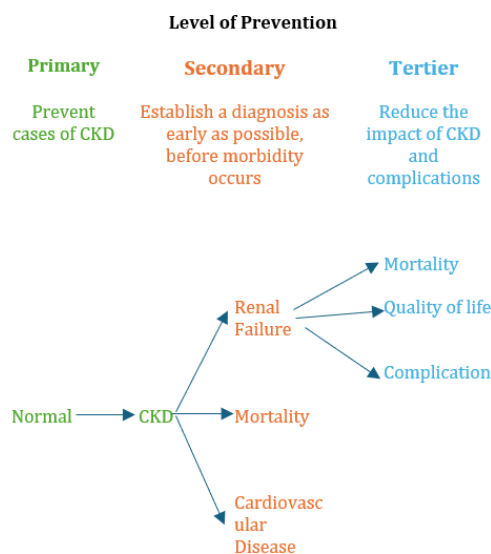 Level of Prevention
Primary
Secondary
Tertier
Prevent
cases of CKD
Establish a diagnosis as
early as possible,
before morbidity
occurs
Reduce the
impact of CKD
and
complications
Mortality
Renal
Failure
Quality of life
Complication
Normal
CKD
Mortality
Cardiovasc
ular
Disease